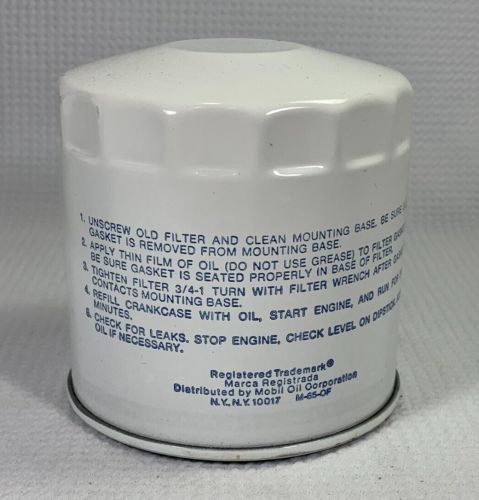 1. UNSCREW OLD FILTER AND CLEAN MOUNTING BASE. BE SURE
GASKET IS REMOVED FROM MOUNTING BASE.
2. APPLY THIN FILM OF OIL (DO NOT USE GREASE) TO FILTER
BE SURE GASKET IS SEATED PROPERLY IN BASE OF FILTER.
3. TIGHTEN FILTER 3/4-1 TURN WITH FILTER WRENCH AFTER
CONTACTS MOUNTING BASE.
4. REFILL CRANKCASE WITH OIL, START ENGINE, AND RUN FOR
MINUTES.
5. CHECK FOR LEAKS. STOP ENGINE, CHECK LEVEL ON DIPSTICK,
OIL IF NECESSARY.
Registered Trademark®
Marca Registrada
Distributed by Mobil Oil Corporation
N.Y., N.Y. 10017 M-65-OF